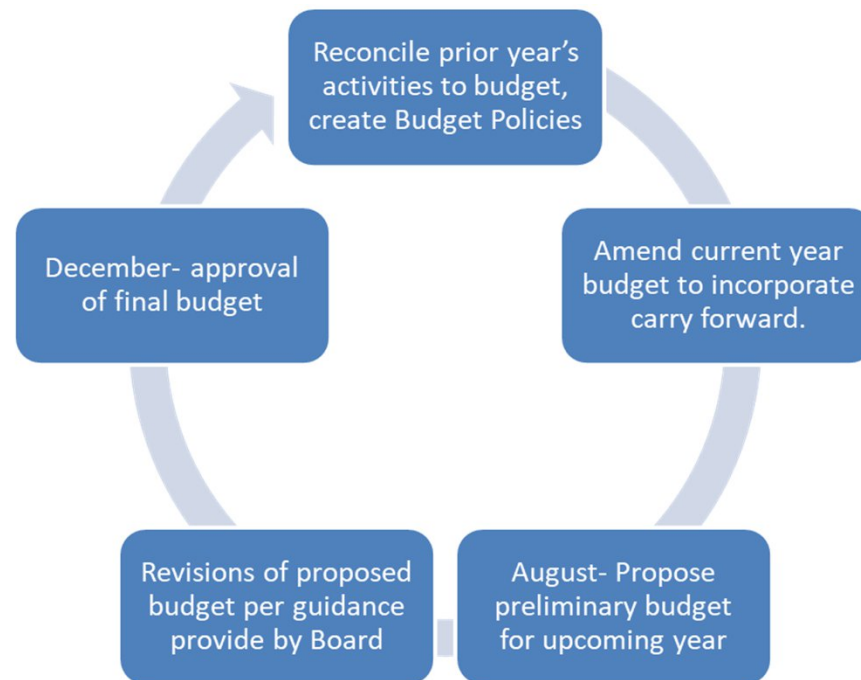 Reconcile prior year's
activities to budget,
create Budget Policies
Amend current year
budget to incorporate
carry forward.
August- Propose
preliminary budget
for upcoming year
Revisions of proposed
budget per guidance
provide by Board
December- approval
of final budget